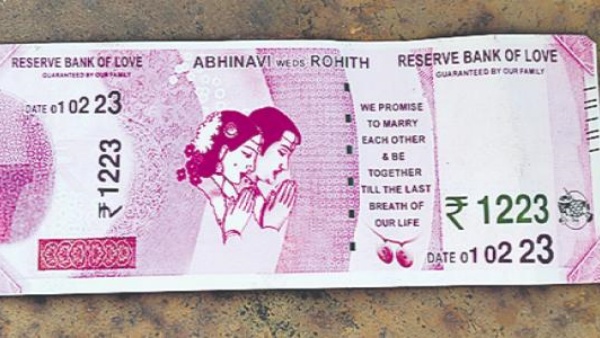 RESERVE BANK OF LOVE
GUARANTEED BY OUR FAMILY
DATE 01 02 23
₹ 1223
ABHINAVI WEDS ROHITH
WE PROMISE
TO MARRY
EACH OTHER
& BE
TOGETHER
TILL THE LAST
BREATH OF
OUR LIFE
RESERVE BANK OF LOVE
GUARANTEED BY OUR FAMILY
₹ 1223
DATE 01 02 23